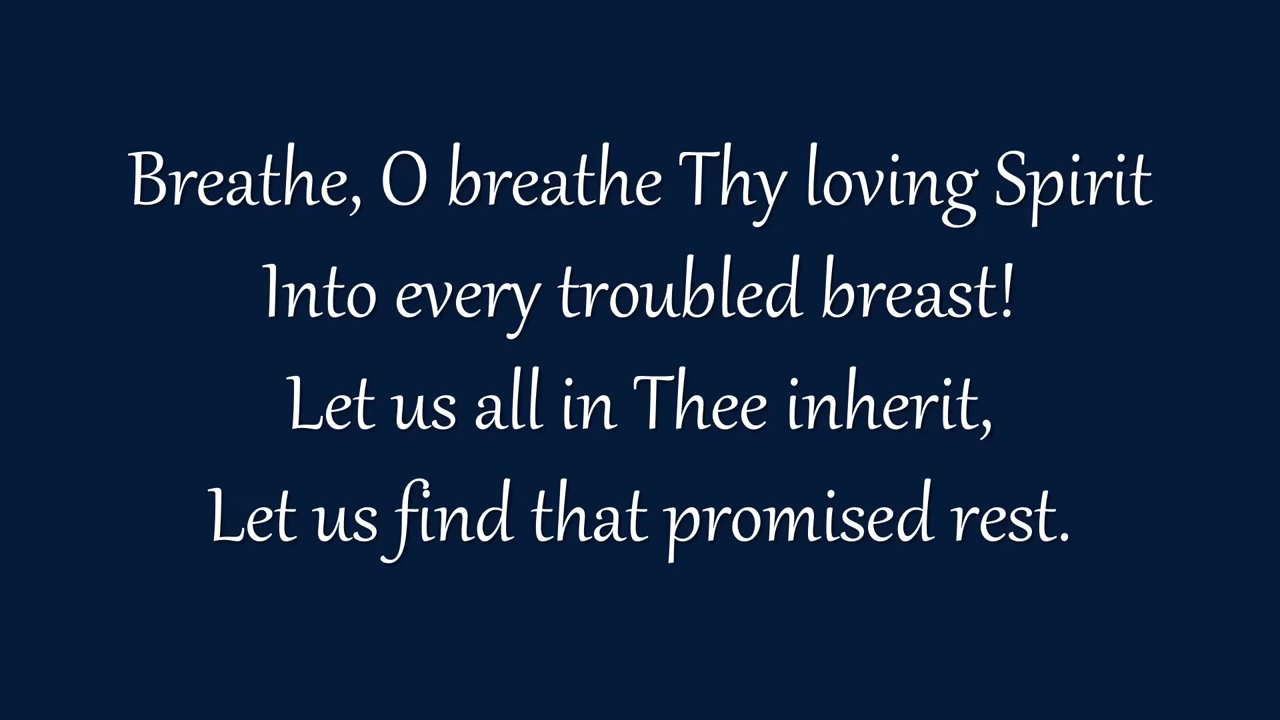 Breathe, O breathe Thy loving Spirit
Into every troubled breast!
Let us all in Thee inherit,
Let us find that promised rest.